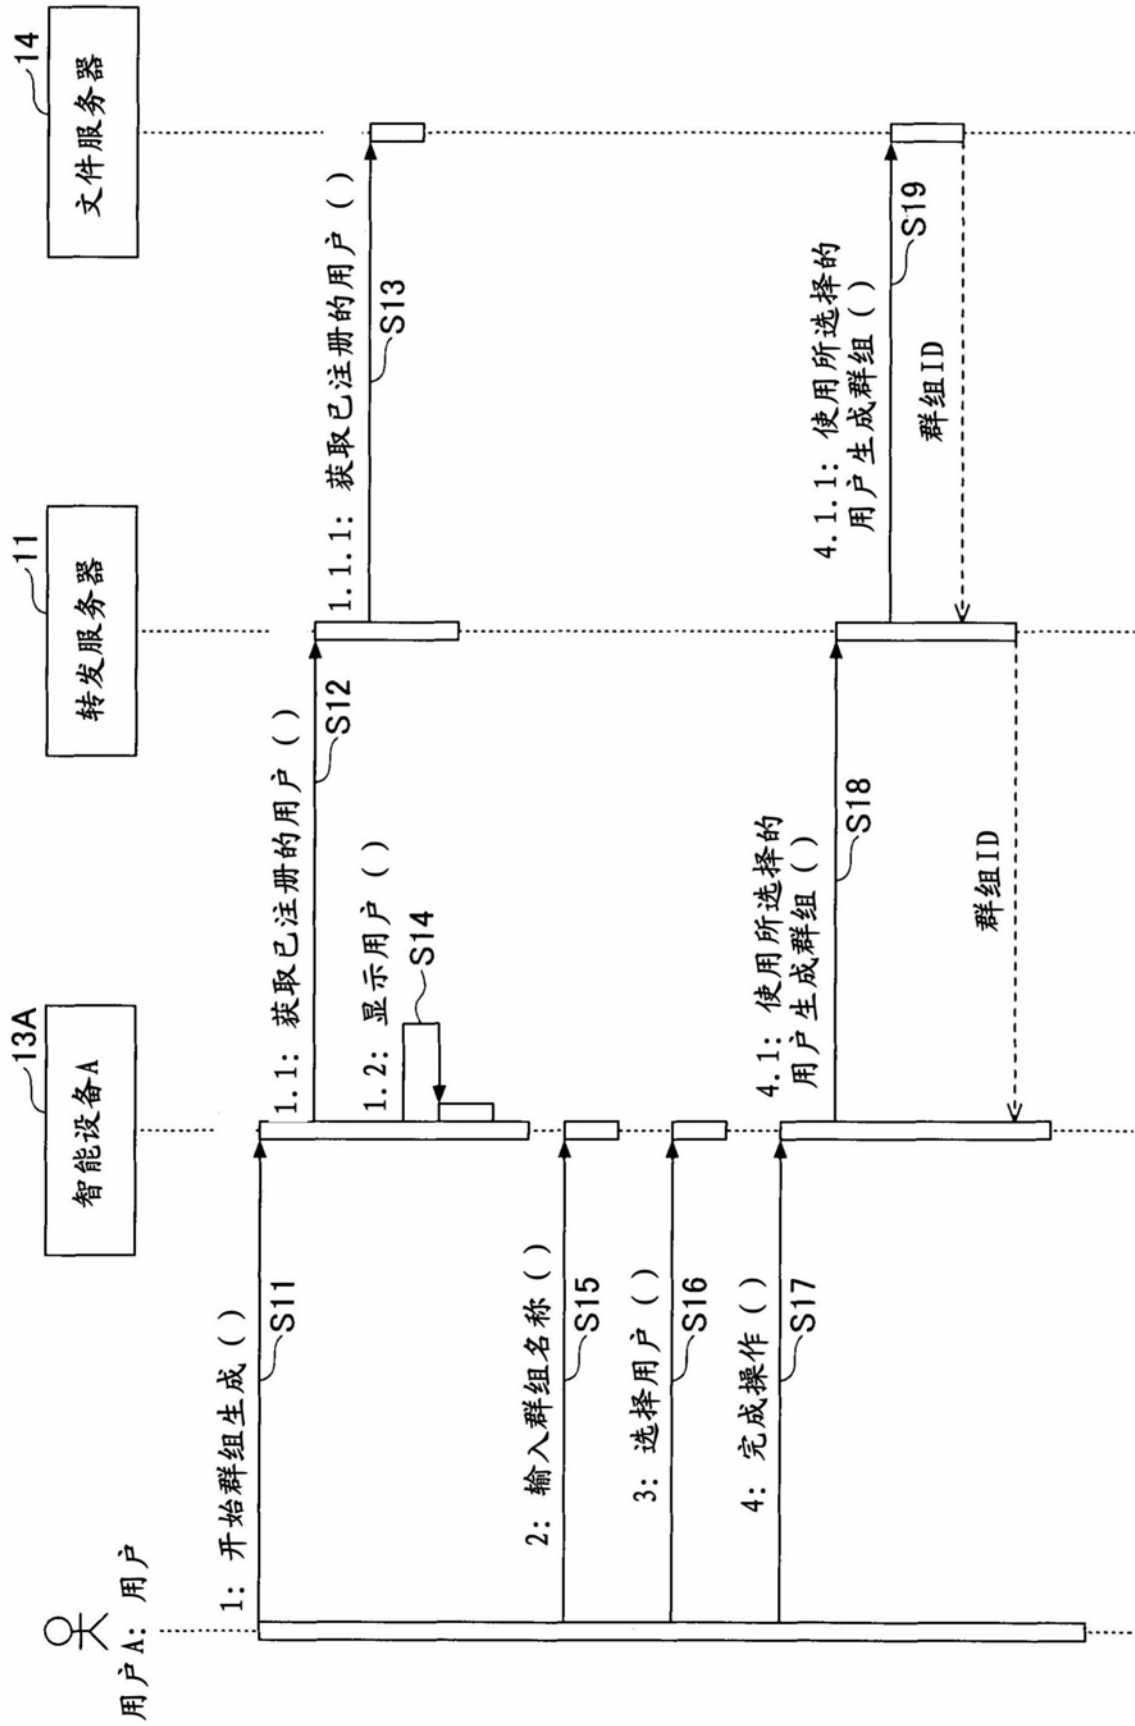 用户A: 用户
13A
智能设备A
11
转发服务器
14
文件服务器
1: 开始群组生成 ( )
S11
1.1: 获取已注册的用户 ( )
S12
1.1.1: 获取已注册的用户 ( )
S13
1.2: 显示用户 ( )
S14
2: 输入群组名称 ( )
S15
3: 选择用户 ( )
S16
4: 完成操作 ( )
S17
4.1: 使用所选择的
用户生成群组 ( )
S18
4.1.1: 使用所选择的
用户生成群组 ( )
S19
群组ID
群组ID